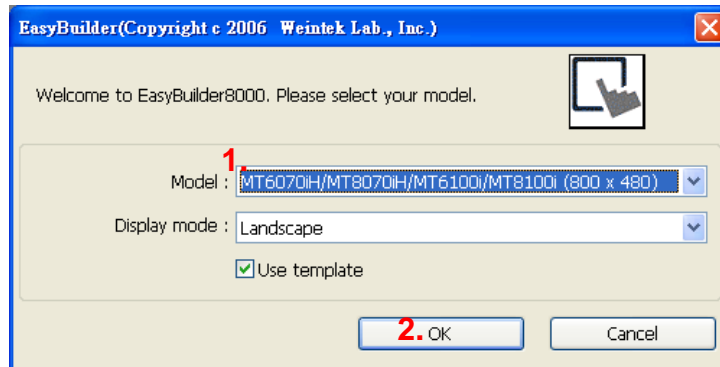 EasyBuilder(Copyright c 2006 Weintek Lab., Inc.)
Welcome to EasyBuilder8000. Please select your model.
1.
Model : MT6070iH/MT8070iH/MT6100i/MT8100i (800 x 480)
Display mode : Landscape
Use template
2. OK Cancel